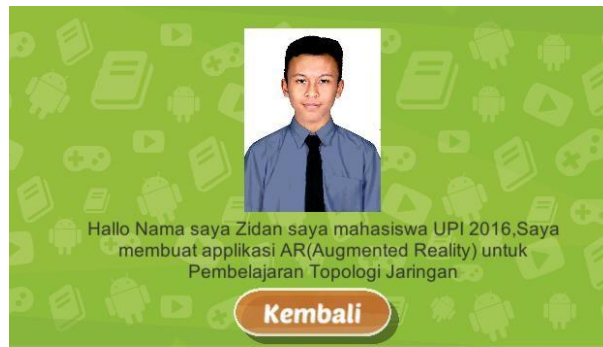 Hallo Nama saya Zidan saya mahasiswa UPI 2016,Saya
membuat applikasi AR(Augmented Reality) untuk
Pembelajaran Topologi Jaringan
Kembali